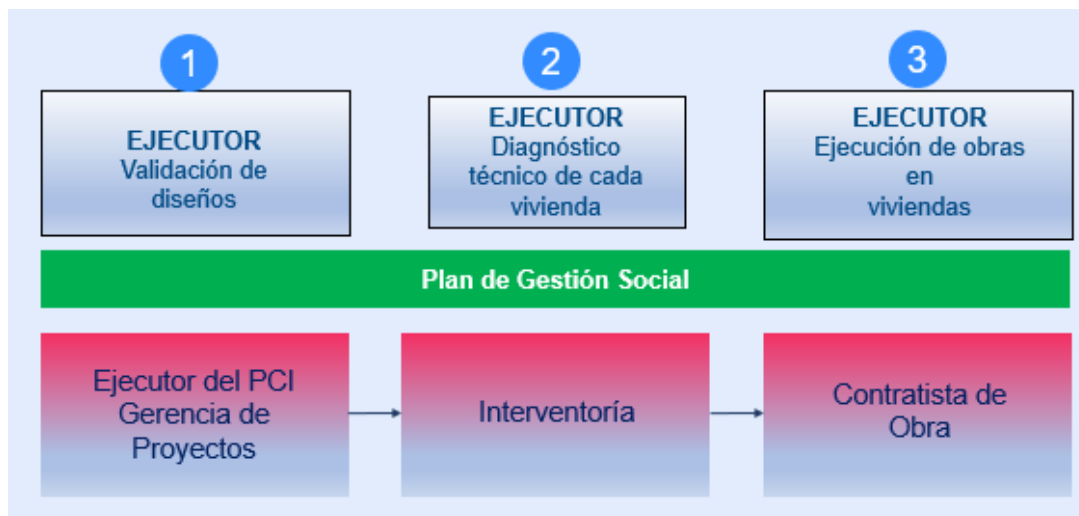 1
EJECUTOR
Validación de
diseños
2
EJECUTOR
Diagnóstico
técnico de cada
vivienda
3
EJECUTOR
Ejecución de obras
en
viviendas
Plan de Gestión Social
Ejecutor del PCI
Gerencia de
Proyectos
Interventoría
Contratista de
Obra